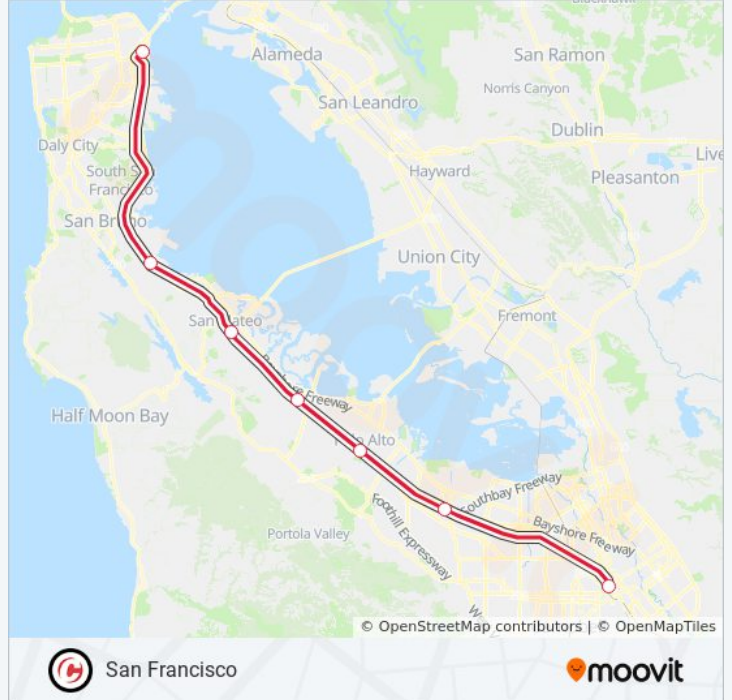 Alameda
San Ramon
Norris Canyon
San Leandro
Dublin
Daly City
Hayward
Pleasanton
South S
Francisco
San Bruno
Union City
San Mateo
Fremont
Bayshore Freeway
Half Moon Bay
Palo Alto
Southbay Freeway
Foothill Expressway
Bayshore Freeway
Portola Valley
© OpenStreetMap contributors | © OpenMapTiles
San Francisco
moovit